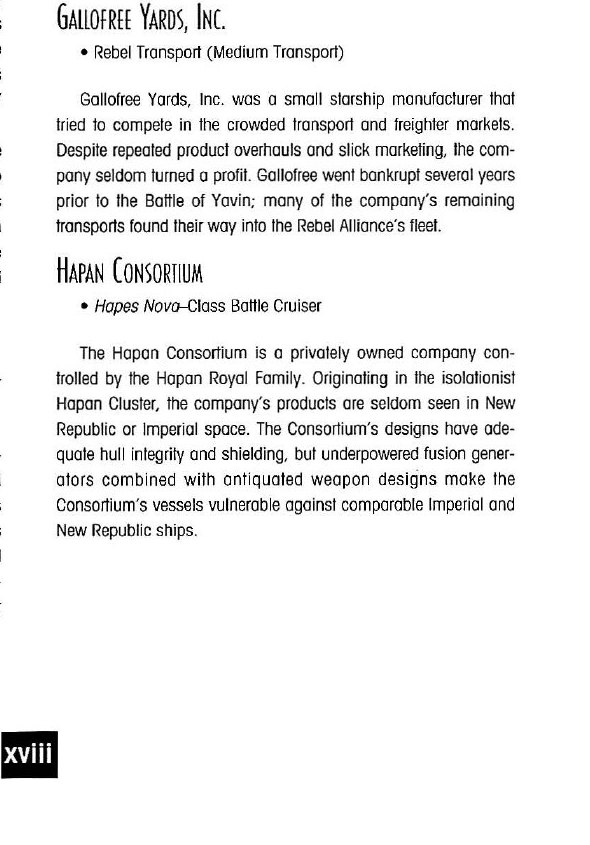 GALLOFREE YARDS, INC.
• Rebel Transport (Medium Transport)
Gallofree Yards, Inc. was a small starship manufacturer that
tried to compete in the crowded transport and freighter markets.
Despite repeated product overhauls and slick marketing, the com-
pany seldom turned a profit. Gallofree went bankrupt several years
prior to the Battle of Yavin; many of the company's remaining
transports found their way into the Rebel Alliance's fleet.
HAPAN CONSORTIUM
• Hapes Nova–Class Battle Cruiser
The Hapan Consortium is a privately owned company con-
trolled by the Hapan Royal Family. Originating in the isolationist
Hapan Cluster, the company's products are seldom seen in New
Republic or Imperial space. The Consortium's designs have ade-
quate hull integrity and shielding, but underpowered fusion gener-
ators combined with antiquated weapon designs make the
Consortium's vessels vulnerable against comparable Imperial and
New Republic ships.
xviii